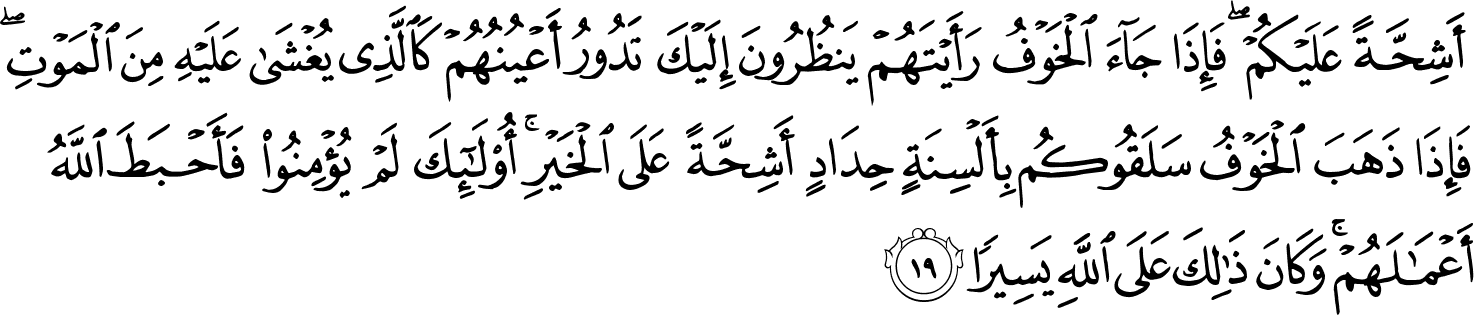 أَشِحَّةً عَلَيْكُمْ ۖ فَإِذَا جَآءَ ٱلْخَوْفُ رَأَيْتَهُمْ يَنظُرُونَ إِلَيْكَ تَدُورُ أَعْيُنُهُمْ كَٱلَّذِى يُغْشَىٰ عَلَيْهِ مِنَ ٱلْمَوْتِ ۖ
فَإِذَا ذَهَبَ ٱلْخَوْفُ سَلَقُوكُم بِأَلْسِنَةٍ حِدَادٍ أَشِحَّةً عَلَى ٱلْخَيْرِ ۚ أُو۟لَٰٓئِكَ لَمْ يُؤْمِنُوا۟ فَأَحْبَطَ ٱللَّهُ
أَعْمَٰلَهُمْ ۚ وَكَانَ ذَٰلِكَ عَلَى ٱللَّهِ يَسِيرًا ١٩